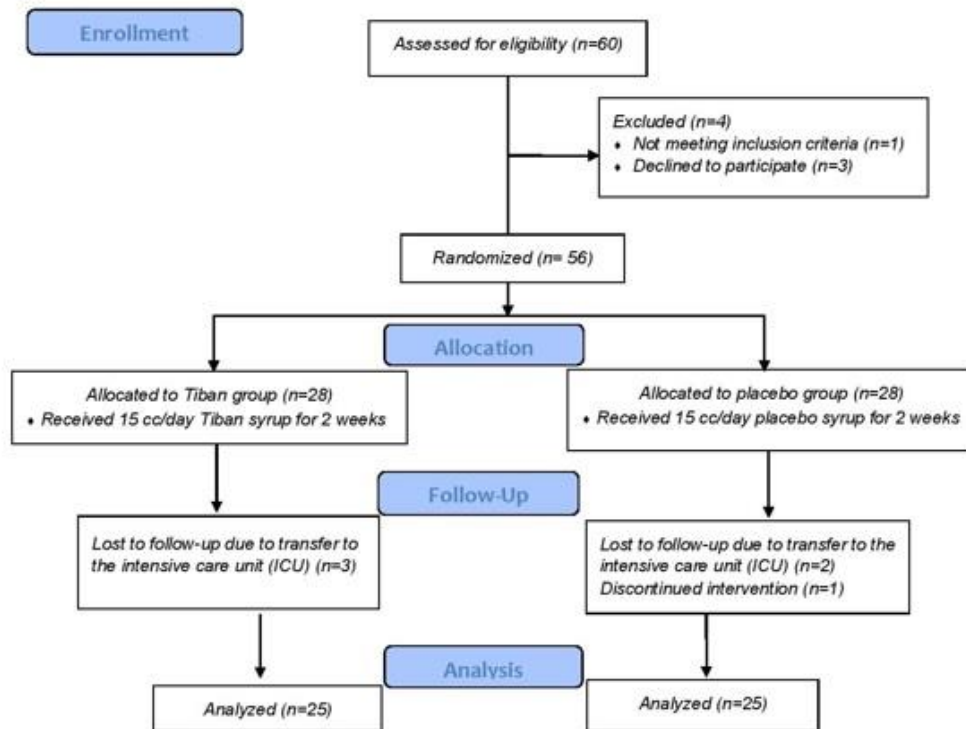 Enrollment
Assessed for eligibility (n=60)
Excluded (n=4)
♦ Not meeting inclusion criteria (n=1)
♦ Declined to participate (n=3)
Randomized (n= 56)
Allocation
Allocated to Tiban group (n=28)
♦ Received 15 cc/day Tiban syrup for 2 weeks
Allocated to placebo group (n=28)
♦ Received 15 cc/day placebo syrup for 2 weeks
Follow-Up
Lost to follow-up due to transfer to
the intensive care unit (ICU) (n=3)
Lost to follow-up due to transfer to the
intensive care unit (ICU) (n=2)
Discontinued intervention (n=1)
Analysis
Analyzed (n=25)
Analyzed (n=25)